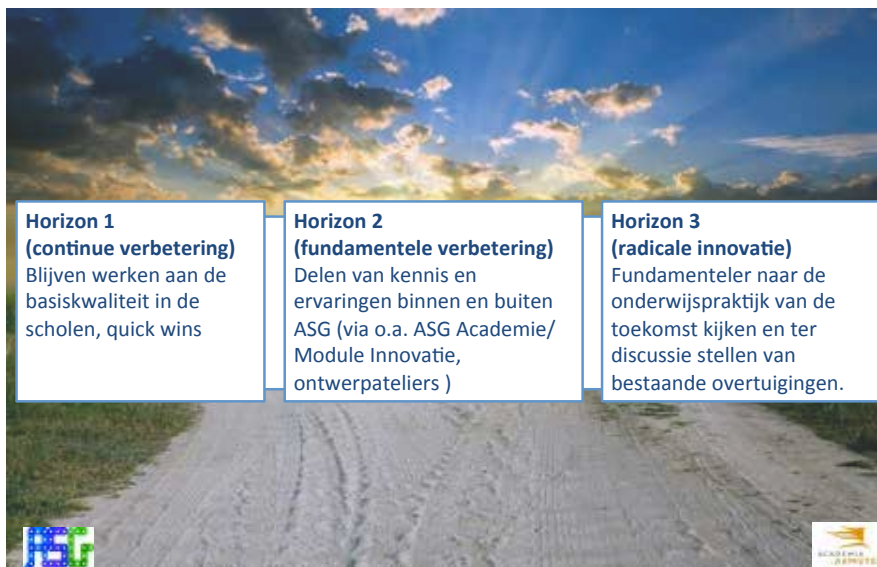 Horizon 1
(continue verbetering)
Blijven werken aan de
basiskwaliteit in de
scholen, quick wins
Horizon 2
(fundamentele verbetering)
Delen van kennis en
ervaringen binnen en buiten
ASG (via o.a. ASG Academie/
Module Innovatie,
ontwerpateliers )
Horizon 3
(radicale innovatie)
Fundamenteler naar de
onderwijspraktijk van de
toekomst kijken en ter
discussie stellen van
bestaande overtuigingen.
ASG
ACADEMIA